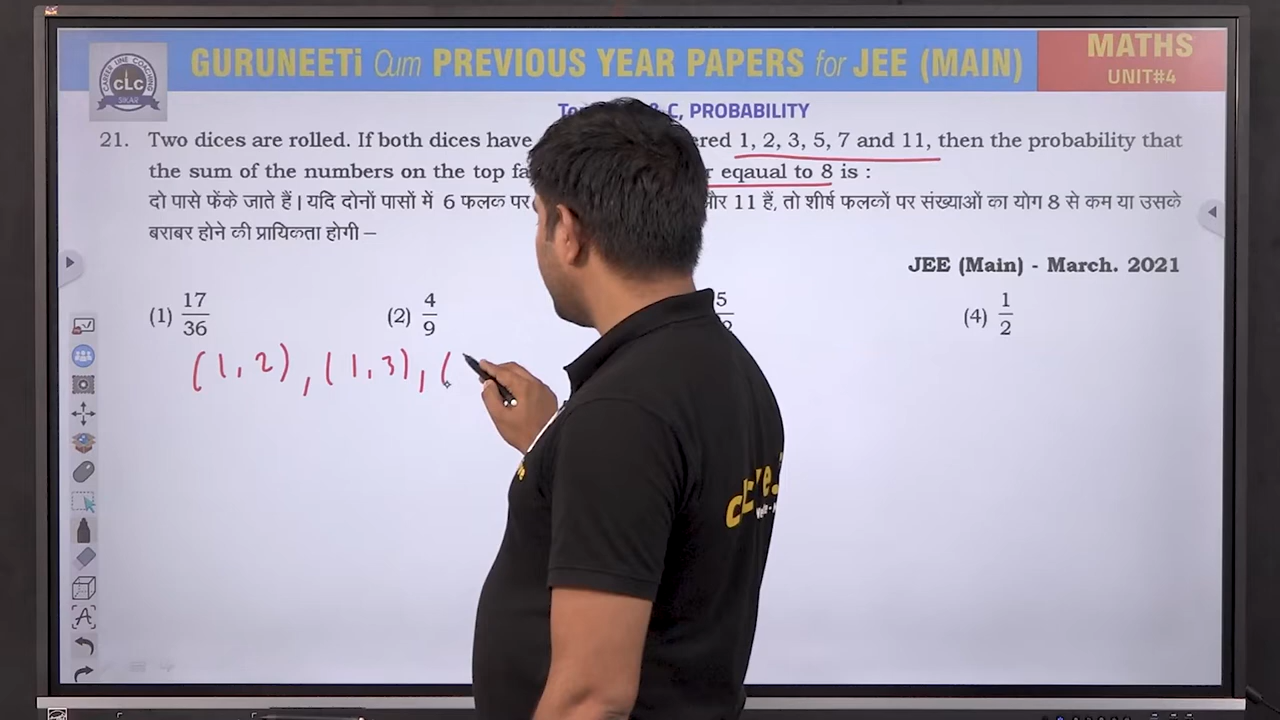 GURUNEETi Cum PREVIOUS YEAR PAPERS for JEE (MAIN)
MATHS
UNIT#4
CAREER LINE COACHING
CLC
SIKAR
C, PROBABILITY
21. Two dices are rolled. If both dices have 1, 2, 3, 5, 7 and 11, then the probability that
the sum of the numbers on the top eqaual to 8 is :
दो पासे फेंके जाते हैं। यदि दोनों पासों में 6 फलक पर और 11 हैं, तो शीर्ष फलकों पर संख्याओं का योग 8 से कम या उसके
बराबर होने की प्रायिकता होगी –
JEE (Main) - March. 2021
(1) 17/36 (2) 4/9 5 (4) 1/2
(1,2), (1,3), (